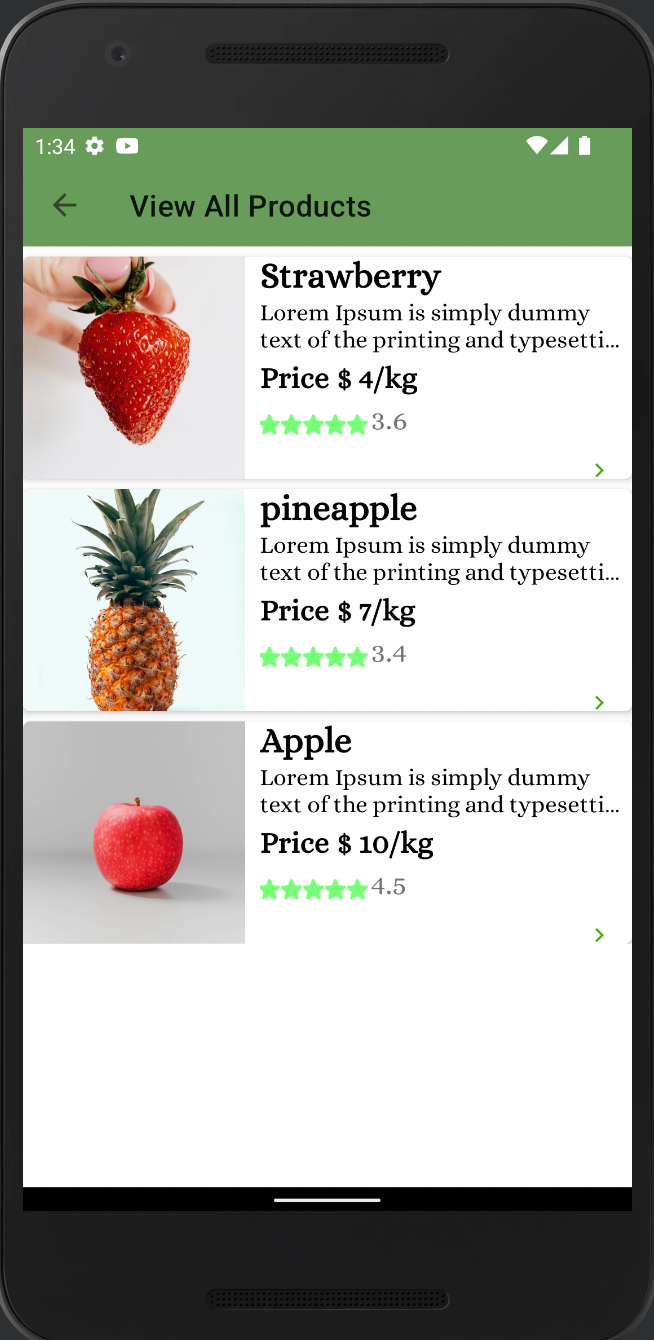 1:34
View All Products
Strawberry
Lorem Ipsum is simply dummy
text of the printing and typesetti...
Price $ 4/kg
3.6
pineapple
Lorem Ipsum is simply dummy
text of the printing and typesetti...
Price $ 7/kg
3.4
Apple
Lorem Ipsum is simply dummy
text of the printing and typesetti...
Price $ 10/kg
4.5